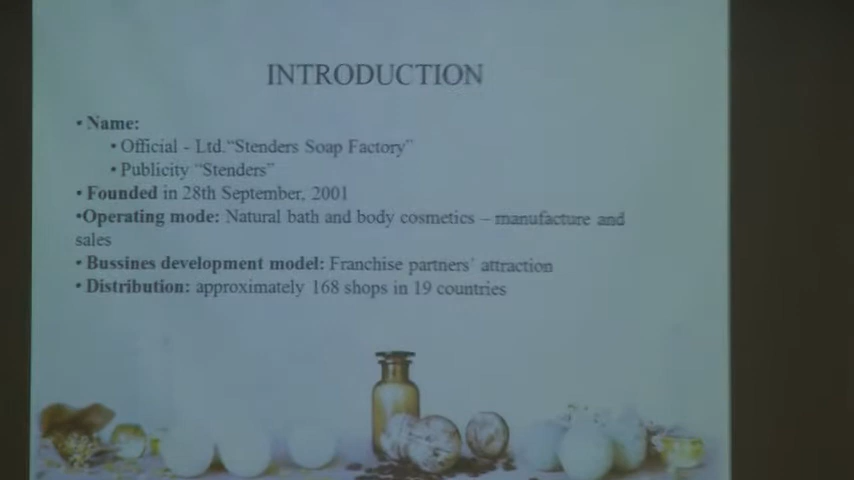 INTRODUCTION
• Name:
• Official - Ltd.“Stenders Soap Factory”
• Publicity “Stenders”
• Founded in 28th September, 2001
•Operating mode: Natural bath and body cosmetics – manufacture and
sales
• Bussines development model: Franchise partners´ attraction
• Distribution: approximately 168 shops in 19 countries